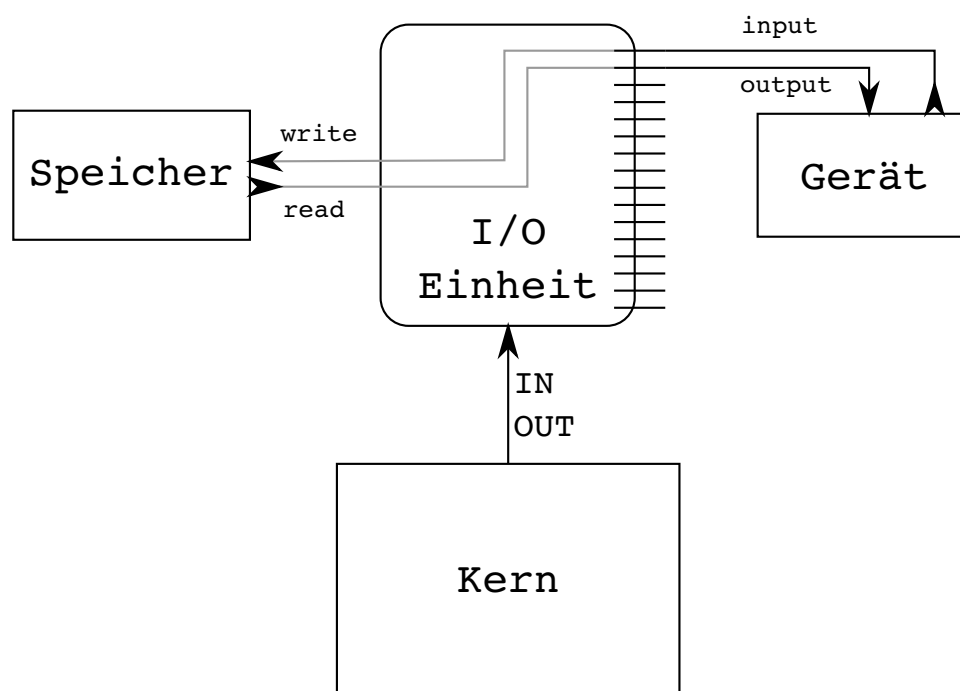 input
output
write
Speicher
Gerät
read
I/O
Einheit
IN
OUT
Kern